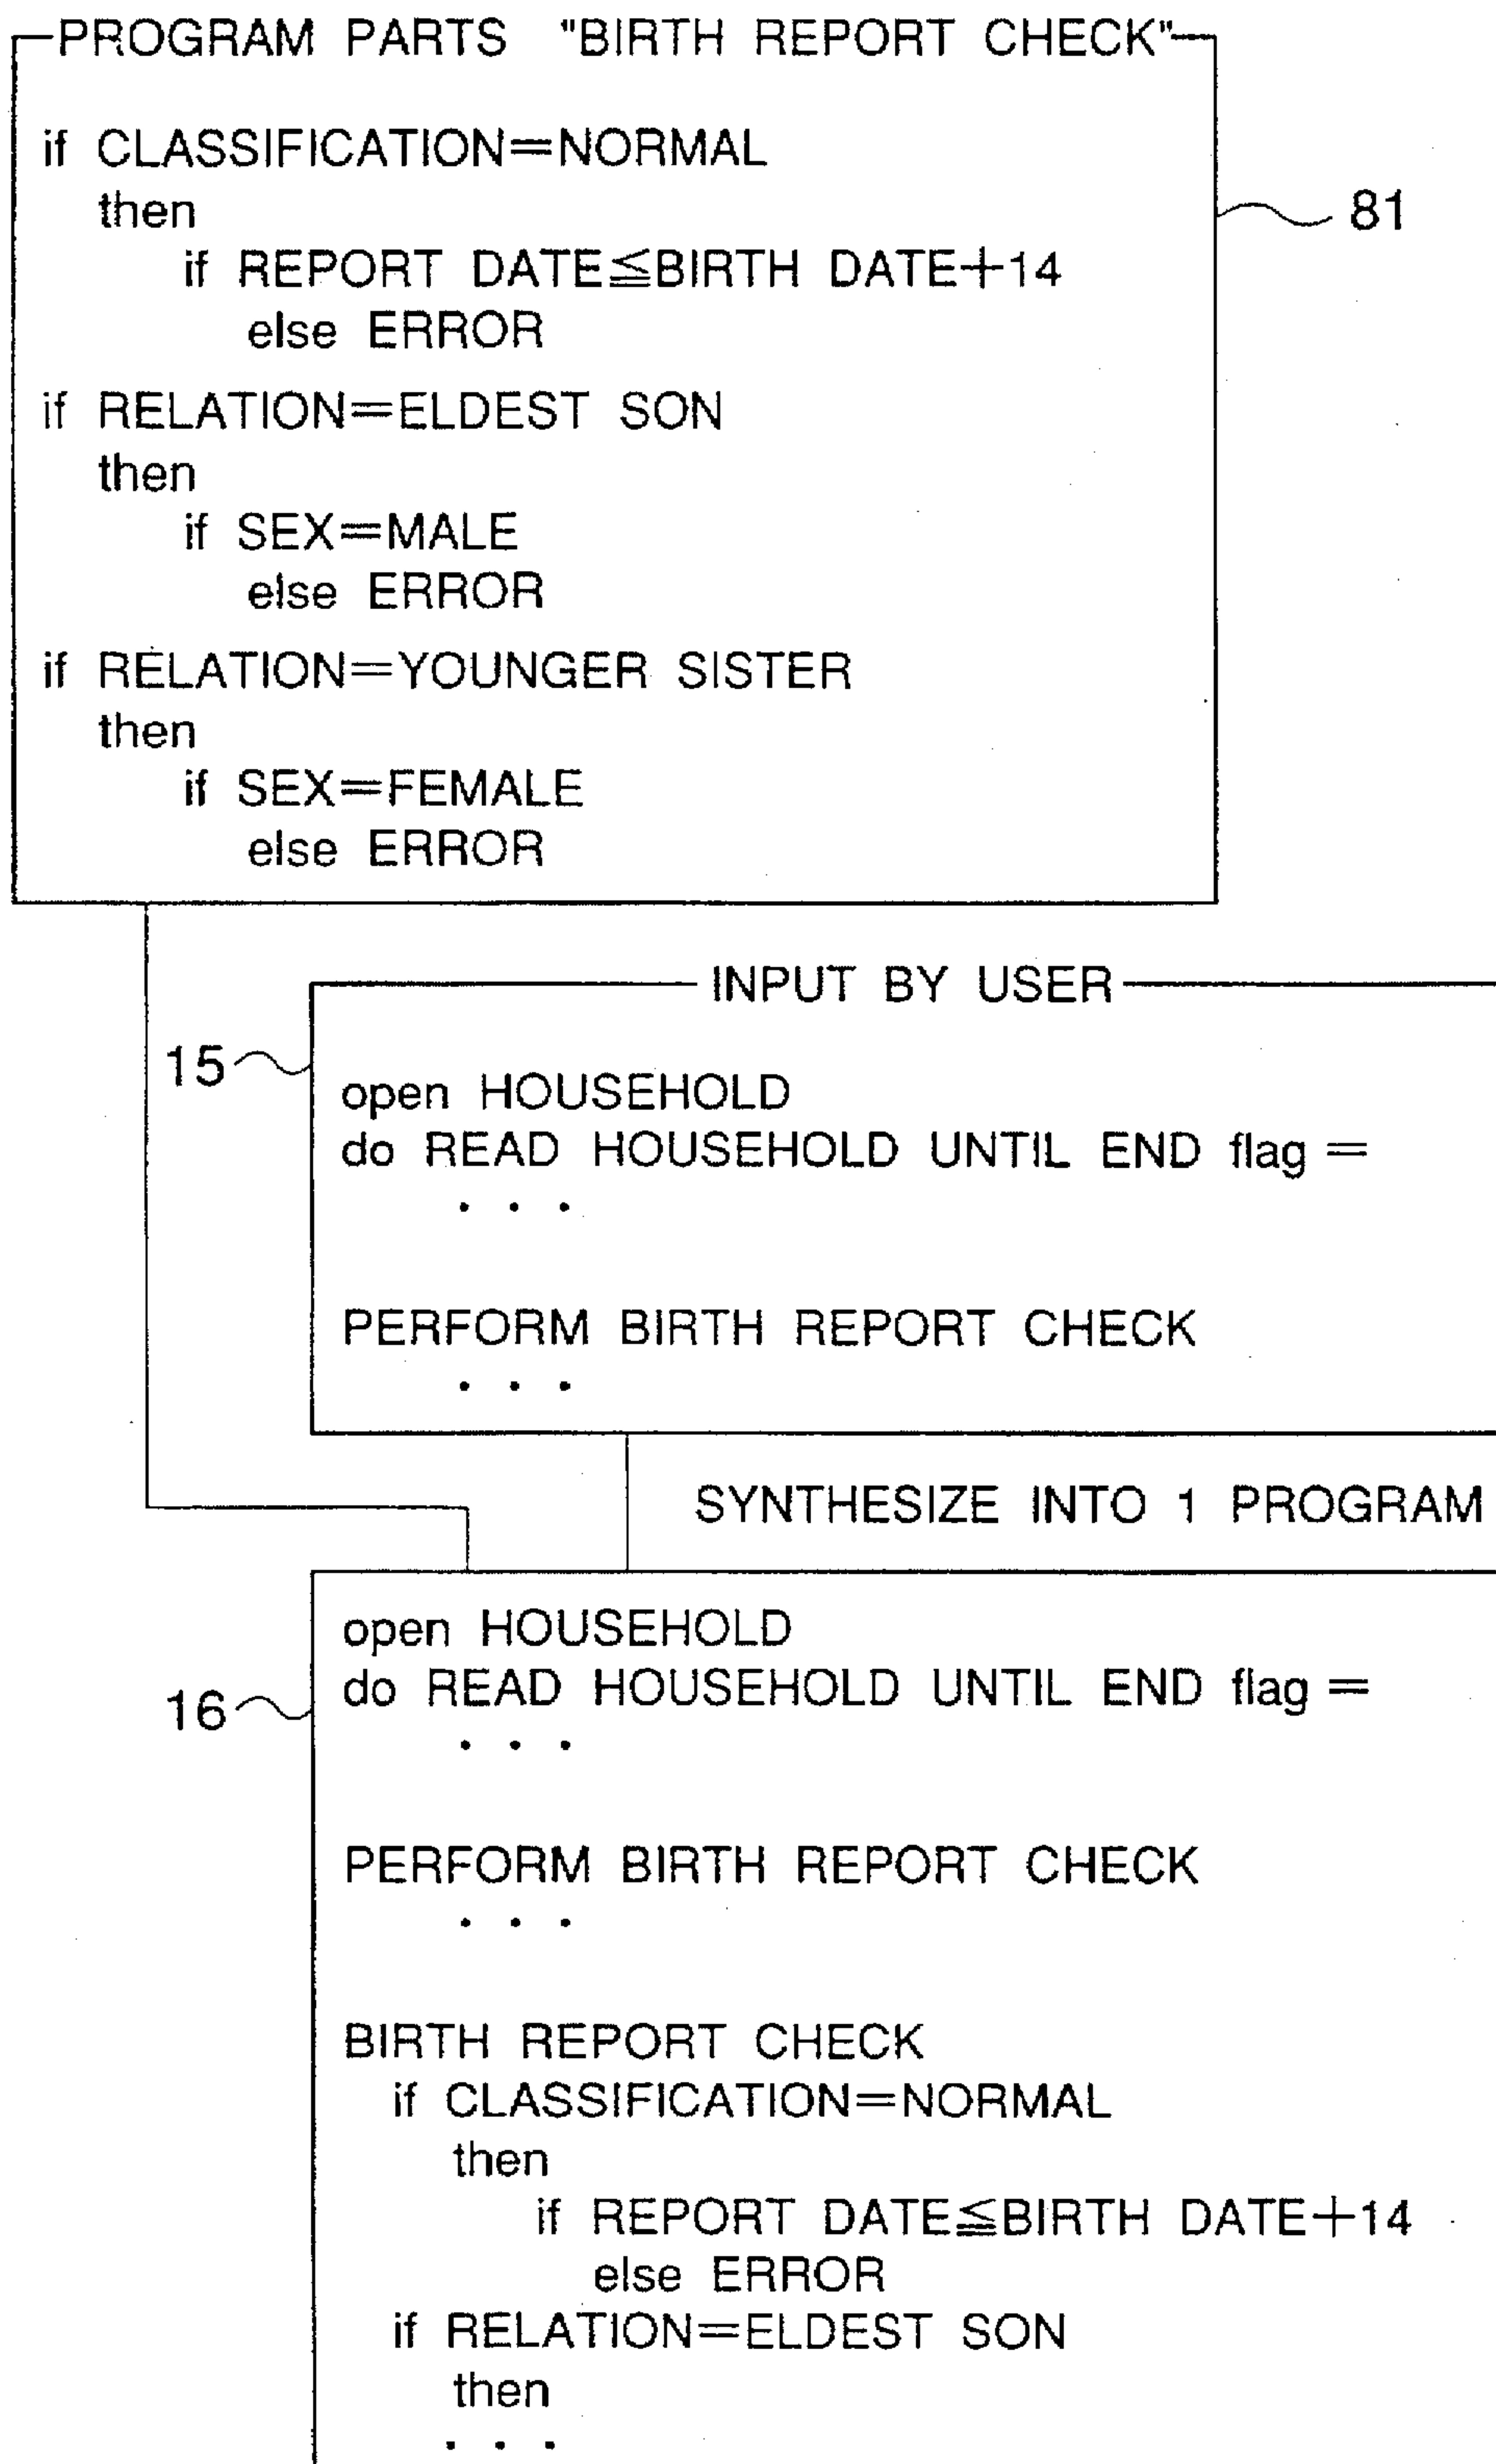 PROGRAM PARTS "BIRTH REPORT CHECK"
if CLASSIFICATION=NORMAL
then
if REPORT DATE≦BIRTH DATE+14
else ERROR
81
if RELATION=ELDEST SON
then
if SEX=MALE
else ERROR
if RELATION=YOUNGER SISTER
then
if SEX=FEMALE
else ERROR
INPUT BY USER
15
open HOUSEHOLD
do READ HOUSEHOLD UNTIL END flag =
. . .
PERFORM BIRTH REPORT CHECK
. . .
SYNTHESIZE INTO 1 PROGRAM
open HOUSEHOLD
16
do READ HOUSEHOLD UNTIL END flag =
. . .
PERFORM BIRTH REPORT CHECK
. . .
BIRTH REPORT CHECK
if CLASSIFICATION=NORMAL
then
if REPORT DATE≦BIRTH DATE+14
else ERROR
if RELATION=ELDEST SON
then
. . .